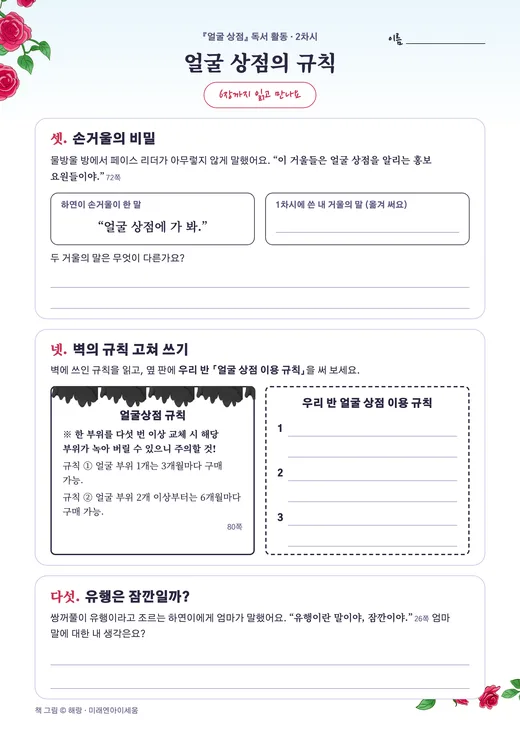 『얼굴 상점』 독서 활동 · 2차시
이름
얼굴 상점의 규칙
6장까지 읽고 만나요
셋. 손거울의 비밀
물방울 방에서 페이스 리더가 아무렇지 않게 말했어요. “이 거울들은 얼굴 상점을 알리는 홍보
요원들이야.” 72쪽
하연이 손거울이 한 말
“얼굴 상점에 가 봐.”
1차시에 쓴 내 거울의 말 (옮겨 써요)
두 거울의 말은 무엇이 다른가요?
넷. 벽의 규칙 고쳐 쓰기
벽에 쓰인 규칙을 읽고, 옆 판에 우리 반 「얼굴 상점 이용 규칙」을 써 보세요.
얼굴상점 규칙
※ 한 부위를 다섯 번 이상 교체 시 해당
부위가 녹아 버릴 수 있으니 주의할 것!
규칙 ① 얼굴 부위 1개는 3개월마다 구매
가능.
규칙 ② 얼굴 부위 2개 이상부터는 6개월마다
구매 가능.
80쪽
우리 반 얼굴 상점 이용 규칙
1
2
3
다섯. 유행은 잠깐일까?
쌍꺼풀이 유행이라고 조르는 하연이에게 엄마가 말했어요. “유행이란 말이야, 잠깐이야.” 26쪽 엄마
말에 대한 내 생각은요?
책 그림 © 해랑 · 미래엔아이세움